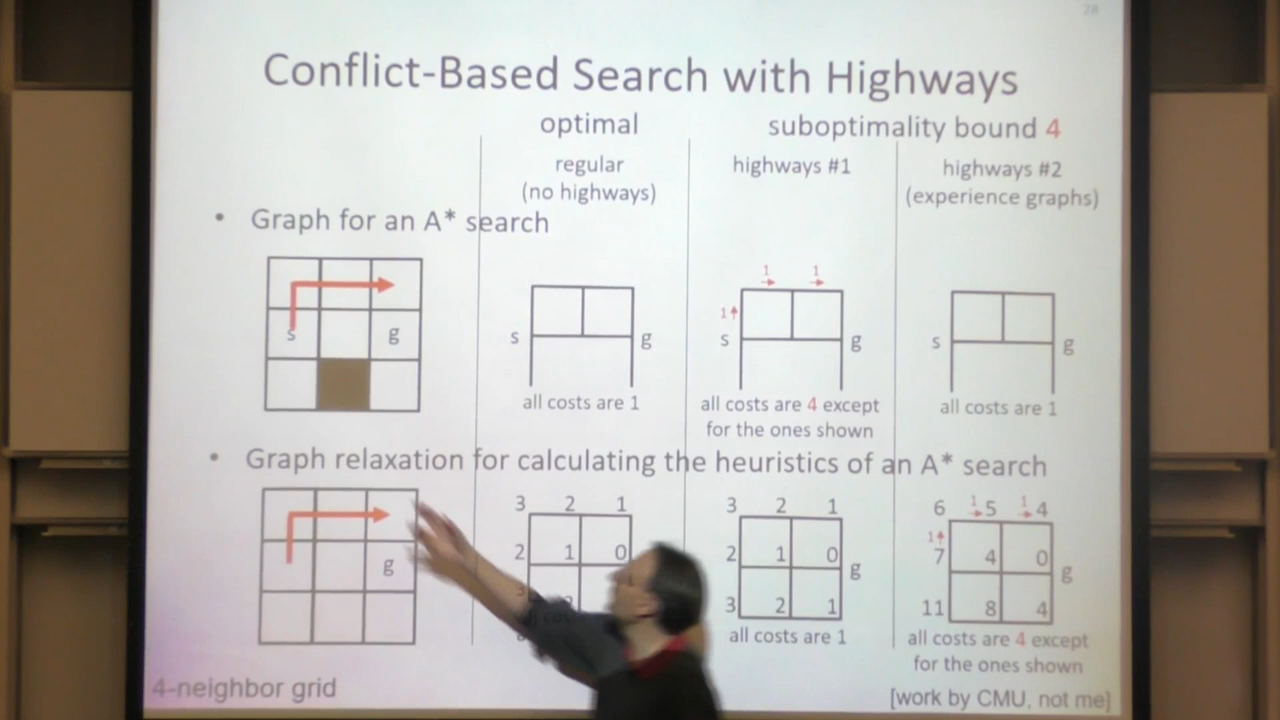 28
Conflict-Based Search with Highways
optimal
suboptimality bound 4
regular
(no highways)
highways #1
highways #2
(experience graphs)
• Graph for an A* search
s
g
s
g
all costs are 1
1 1
1
s
g
all costs are 4 except
for the ones shown
s
g
all costs are 1
• Graph relaxation for calculating the heuristics of an A* search
g
3 2 1
2 1 0
3 2 1
2 1 0
g
3 2 1
all costs are 1
6 1 5 1 4
1
7 4 0
g
11 8 4
all costs are 4 except
for the ones shown
4-neighbor grid
[work by CMU, not me]